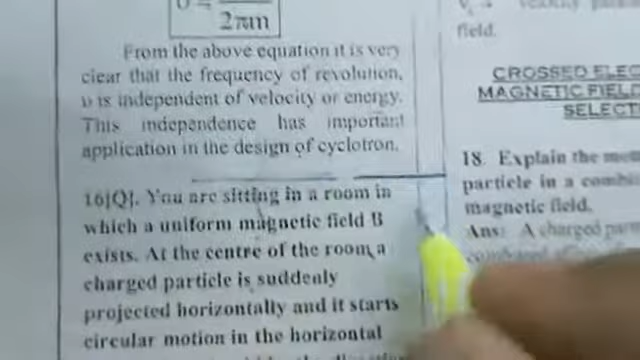 υ =
2πm
From the above equation it is very
clear that the frequency of revolution,
υ is independent of velocity or energy.
This independence has important
application in the design of cyclotron.
16[Q]. You are sitting in a room in
which a uniform magnetic field B
exists. At the centre of the room, a
charged particle is suddenly
projected horizontally and it starts
circular motion in the horizontal
field.
CROSSED ELEC
MAGNETIC FIELD
SELECT
18. Explain the
particle in a combi
magnetic field.
Ans: A charged part